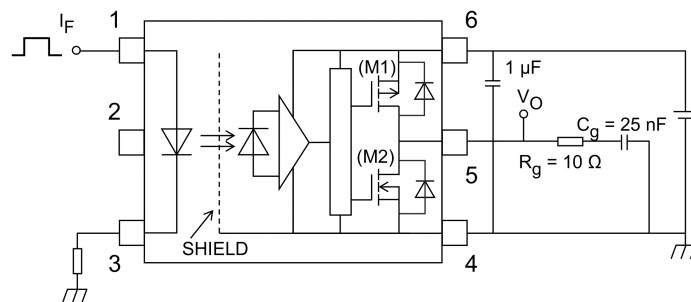 1
6
I_F
(M1)
1 µF
V_O
2
C_g = 25 nF
(M2)
5
R_g = 10 Ω
SHIELD
3
4